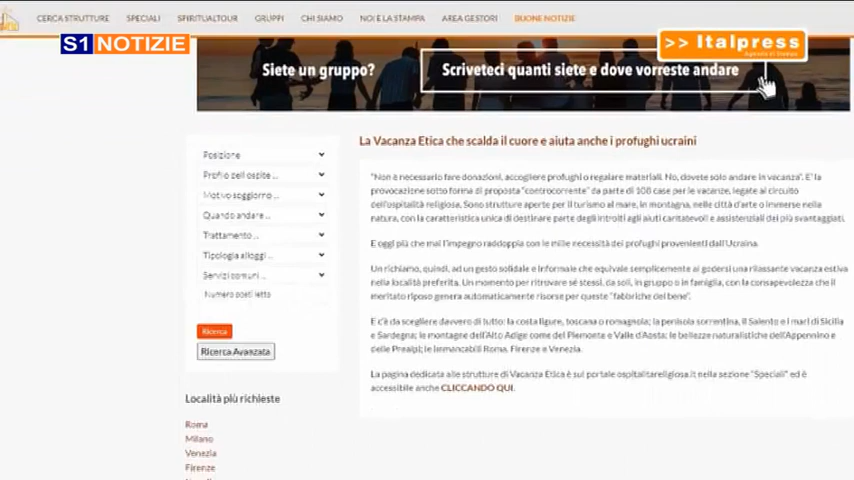 CERCA STRUTTURE SPECIALI SPIRITUALTOUR GRUPPI CHI SIAMO NOI E LA STAMPA AREA GESTORI BUONE NOTIZIE
S1 NOTIZIE
>> Italpress
Agenzia di Stampa
Siete un gruppo? Scriveteci quanti siete e dove vorreste andare
La Vacanza Etica che scalda il cuore e aiuta anche i profughi ucraini
Posizione
Profilo dell'ospite ...
Motivo soggiorno ...
Quando andare ...
Trattamento ...
Tipologia alloggi ...
Servizi comuni ...
Numero posti letto
Ricerca
Ricerca Avanzata
"Non è necessario fare donazioni, accogliere profughi o regalare materiali. No, dovete solo andare in vacanza". E' la
provocazione sotto forma di proposta "controcorrente" da parte di 108 case per le vacanze, legate al circuito
dell'ospitalità religiosa. Sono strutture aperte per il turismo al mare, in montagna, nelle città d'arte o immerse nella
natura, con la caratteristica unica di destinare parte degli introiti agli aiuti caritatevoli e assistenziali dei più svantaggiati.
E oggi più che mai l'impegno raddoppia con le mille necessità dei profughi provenienti dall'Ucraina.
Un richiamo, quindi, ad un gesto solidale e informale che equivale semplicemente al godersi una rilassante vacanza estiva
nella località preferita. Un momento per ritrovare sé stessi, da soli, in gruppo o in famiglia, con la consapevolezza che il
meritato riposo genera automaticamente risorse per queste "fabbriche del bene".
E c'è da scegliere davvero di tutto: la costa ligure, toscana o romagnola; la penisola sorrentina, il Salento e i mari di Sicilia
e Sardegna; le montagne dell'Alto Adige come del Piemonte e Valle d'Aosta; le bellezze naturalistiche dell'Appennino e
delle Prealpi; le immancabili Roma, Firenze e Venezia.
La pagina dedicata alle strutture di Vacanza Etica è sul portale ospitalitareligiosa.it nella sezione "Speciali" ed è
accessibile anche CLICCANDO QUI.
Località più richieste
Roma
Milano
Venezia
Firenze